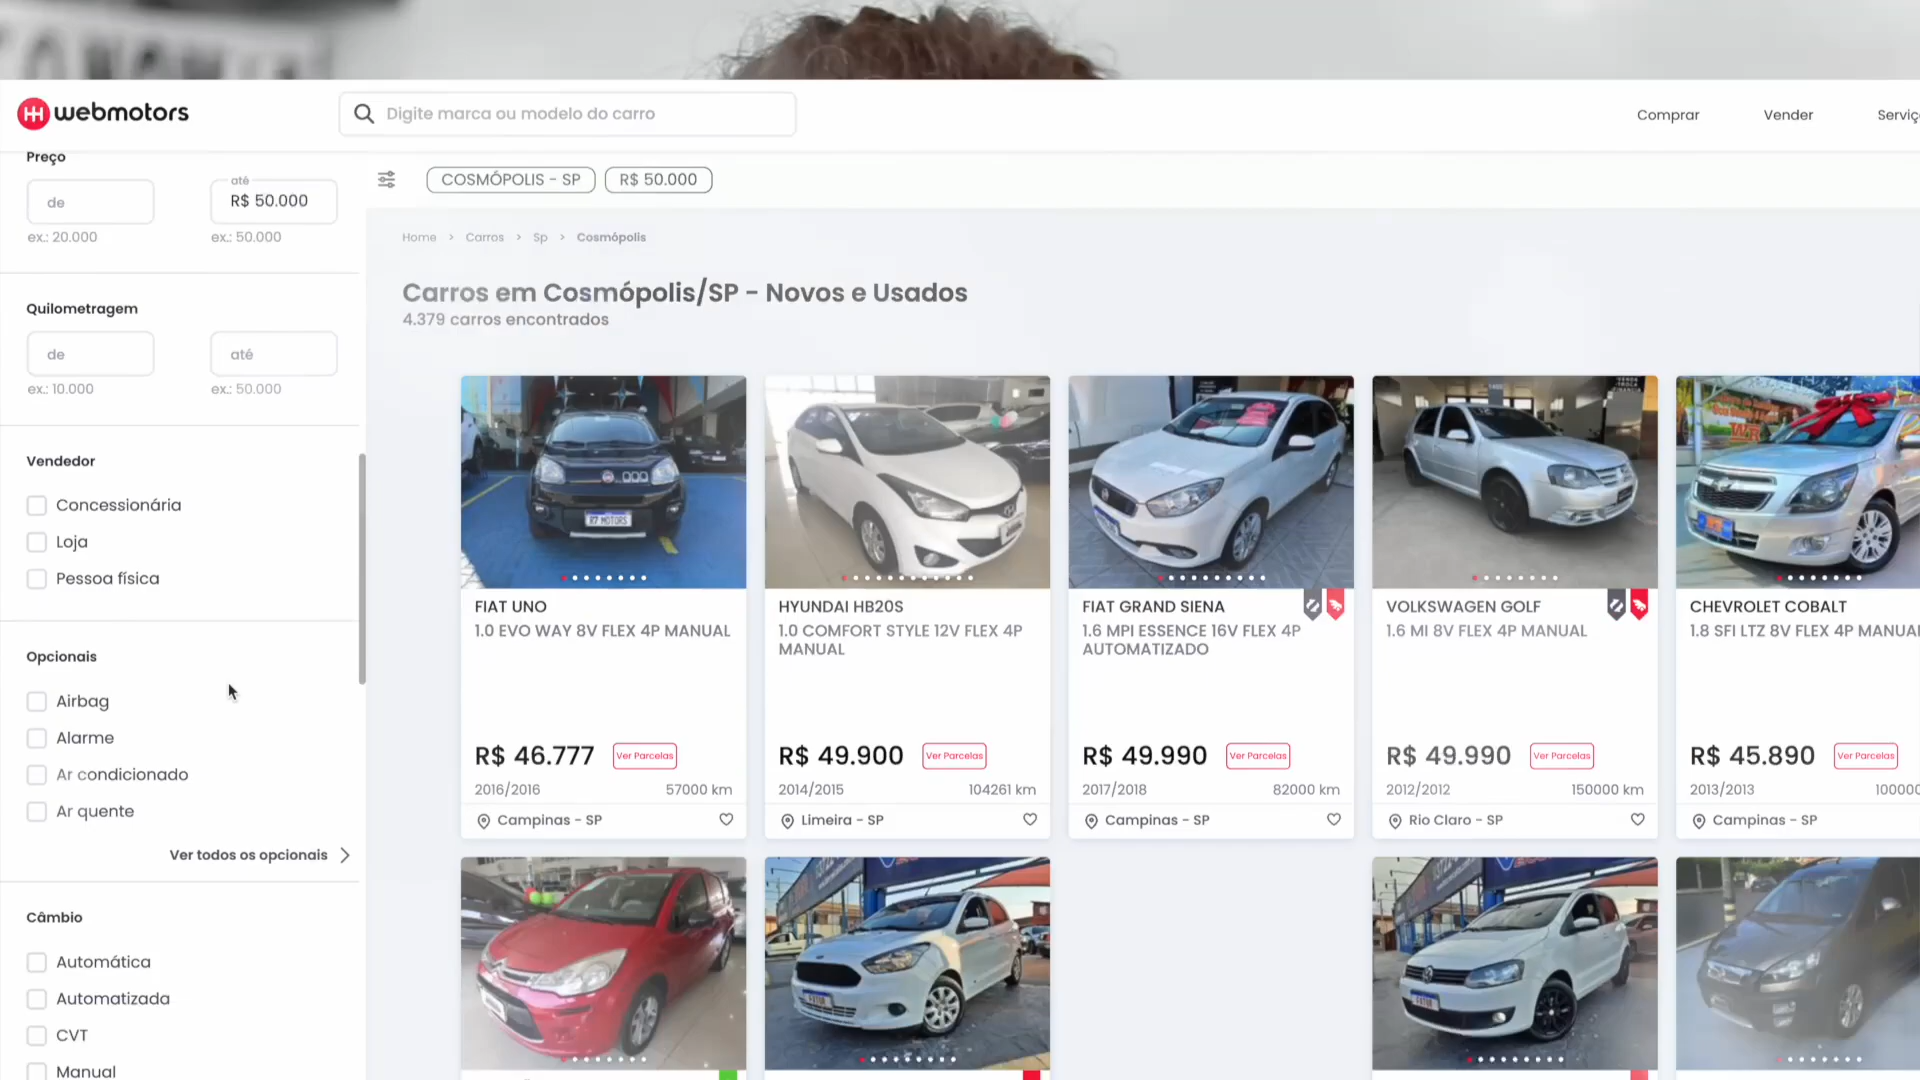 webmotors
Digite marca ou modelo do carro
Comprar
Vender
Preço
de
até
R$ 50.000
ex.: 20.000
ex.: 50.000
COSMÓPOLIS - SP
R$ 50.000
Home > Carros > Sp > Cosmópolis
Carros em Cosmópolis/SP - Novos e Usados
4.379 carros encontrados
Quilometragem
de
até
ex.: 10.000
ex.: 50.000
Vendedor
Concessionária
Loja
Pessoa física
Opcionais
Airbag
Alarme
Ar condicionado
Ar quente
Ver todos os opcionais
Câmbio
Automática
Automatizada
CVT
Manual
R7 MOTORS
FIAT UNO
1.0 EVO WAY 8V FLEX 4P MANUAL
R$ 46.777
Ver Parcelas
2016/2016
57000 km
Campinas - SP
HYUNDAI HB20S
1.0 COMFORT STYLE 12V FLEX 4P
MANUAL
R$ 49.900
Ver Parcelas
2014/2015
104261 km
Limeira - SP
FIAT GRAND SIENA
1.6 MPI ESSENCE 16V FLEX 4P
AUTOMATIZADO
R$ 49.990
Ver Parcelas
2017/2018
82000 km
Campinas - SP
VOLKSWAGEN GOLF
1.6 MI 8V FLEX 4P MANUAL
R$ 49.990
Ver Parcelas
2012/2012
150000 km
Rio Claro - SP
CHEVROLET COBALT
1.8 SFI LTZ 8V FLEX 4P MANUAL
R$ 45.890
Ver Parcelas
2013/2013
Campinas - SP